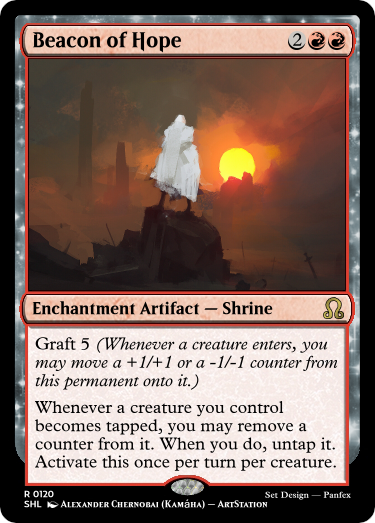 Beacon of Hope 2
Enchantment Artifact — Shrine
Graft 5 (Whenever a creature enters, you
may move a +1/+1 or a -1/-1 counter from
this permanent onto it.)
Whenever a creature you control
becomes tapped, you may remove a
counter from it. When you do, untap it.
Activate this once per turn per creature.
R 0120
SHL Alexander Chernobai (Kamaha) — ArtStation
Set Design — Panfex